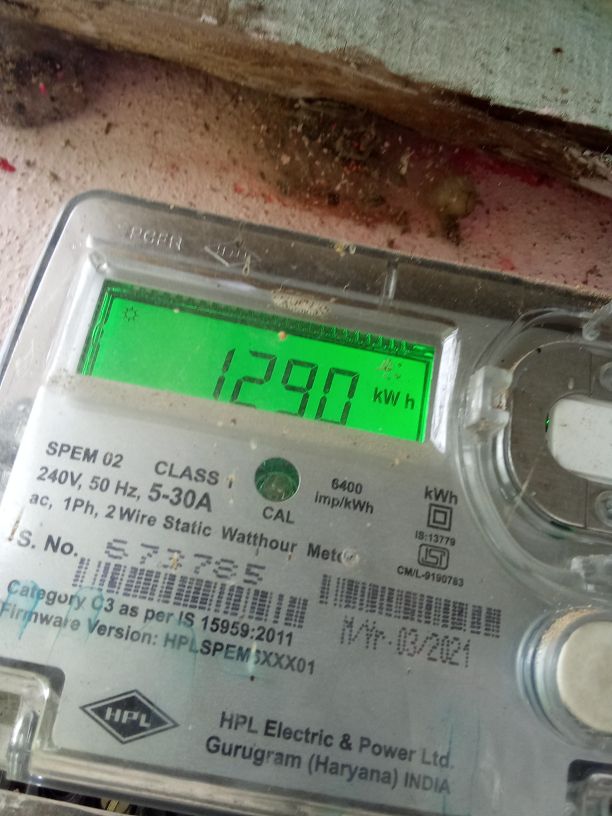 1290 kWh
SPEM 02 CLASS 1
240V, 50 Hz, 5-30A
ac, 1Ph, 2 Wire Static Watthour Meter
CAL
6400
imp/kWh
kWh
IS:13779
ISI
CM/L-9190783
S. No. 673785
Category C3 as per IS 15959:2011
Firmware Version:
M/Yr-03/2021
HPL
HPL Electric & Power Ltd.
Gurugram (Haryana) INDIA